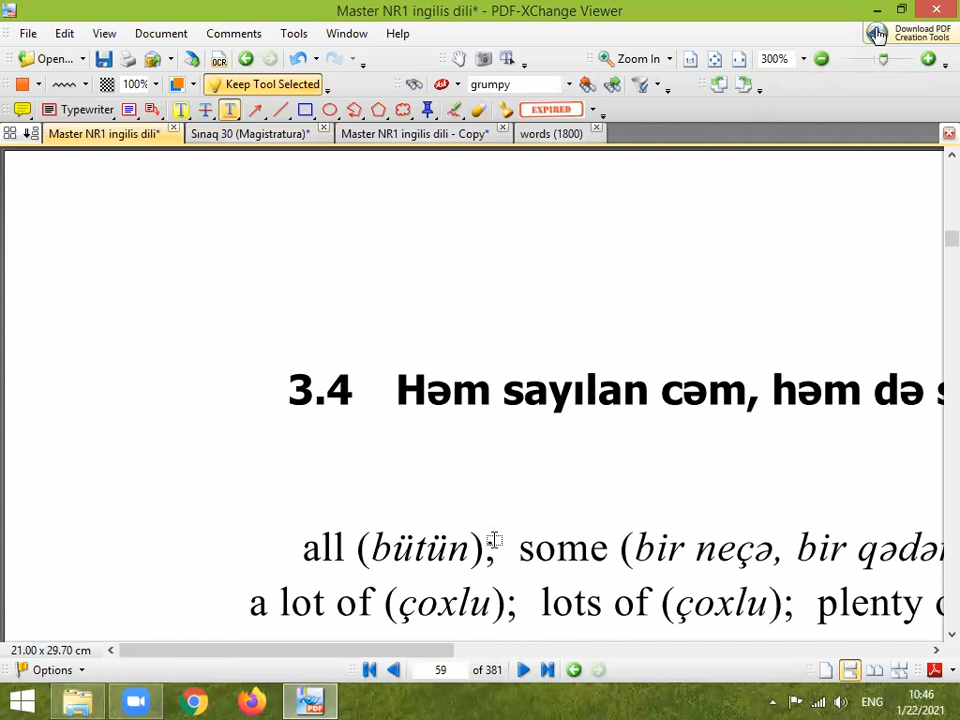 Master NR1 ingilis dili* - PDF-XChange Viewer
File Edit View Document Comments Tools Window Help
Download PDF
Creation Tools
Open... OCR Zoom In 300%
100% Keep Tool Selected grumpy
Typewriter EXPIRED
Master NR1 ingilis dili* Sınaq 30 (Magistratura)* Master NR1 ingilis dili - Copy* words (1800)
3.4 Həm sayılan cəm, həm də
all (bütün); some (bir neçə, bir qədər
a lot of (çoxlu); lots of (çoxlu); plenty
21.00 x 29.70 cm
Options 59 of 381
ENG
10:46
1/22/2021